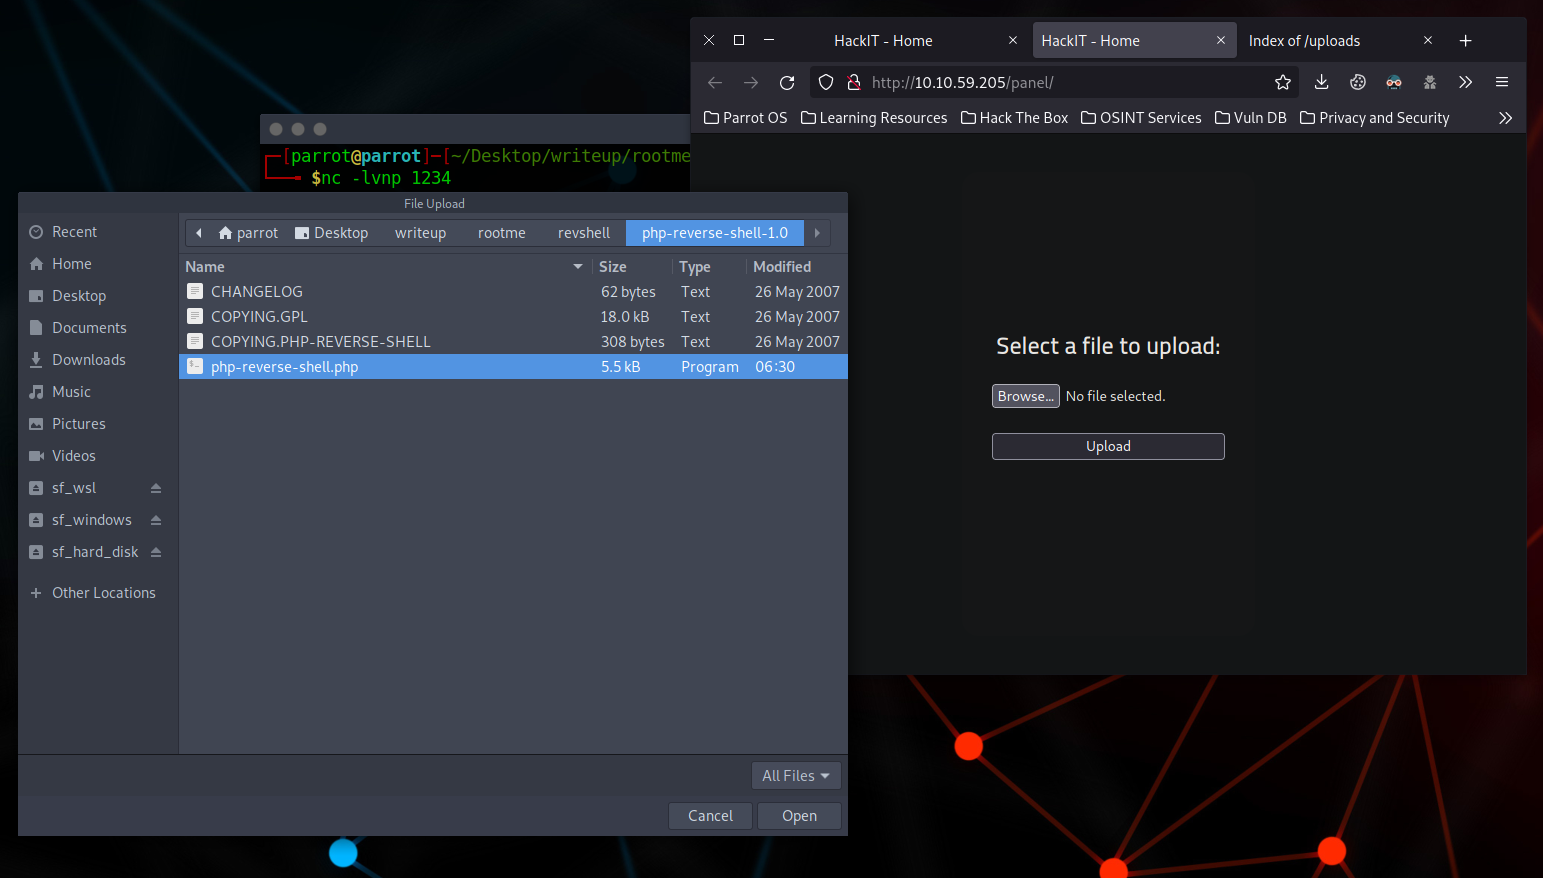 HackIT - Home
HackIT - Home
Index of /uploads
http://10.10.59.205/panel/
Parrot OS Learning Resources Hack The Box OSINT Services Vuln DB Privacy and Security
[parrot@parrot]-[~/Desktop/writeup/rootme
$nc -lvnp 1234
File Upload
Recent
Home
Desktop
Documents
Downloads
Music
Pictures
Videos
sf_wsl
sf_windows
sf_hard_disk
Other Locations
parrot Desktop writeup rootme revshell php-reverse-shell-1.0
Name Size Type Modified
CHANGELOG 62 bytes Text 26 May 2007
COPYING.GPL 18.0 kB Text 26 May 2007
COPYING.PHP-REVERSE-SHELL 308 bytes Text 26 May 2007
php-reverse-shell.php 5.5 kB Program 06:30
All Files
Cancel Open
Select a file to upload:
Browse... No file selected.
Upload